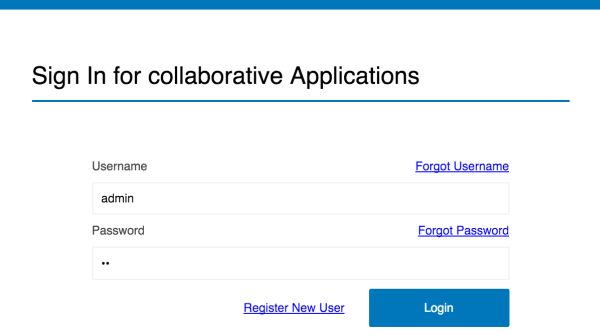 Sign In for collaborative Applications
Username Forgot Username
admin
Password Forgot Password
••
Register New User Login